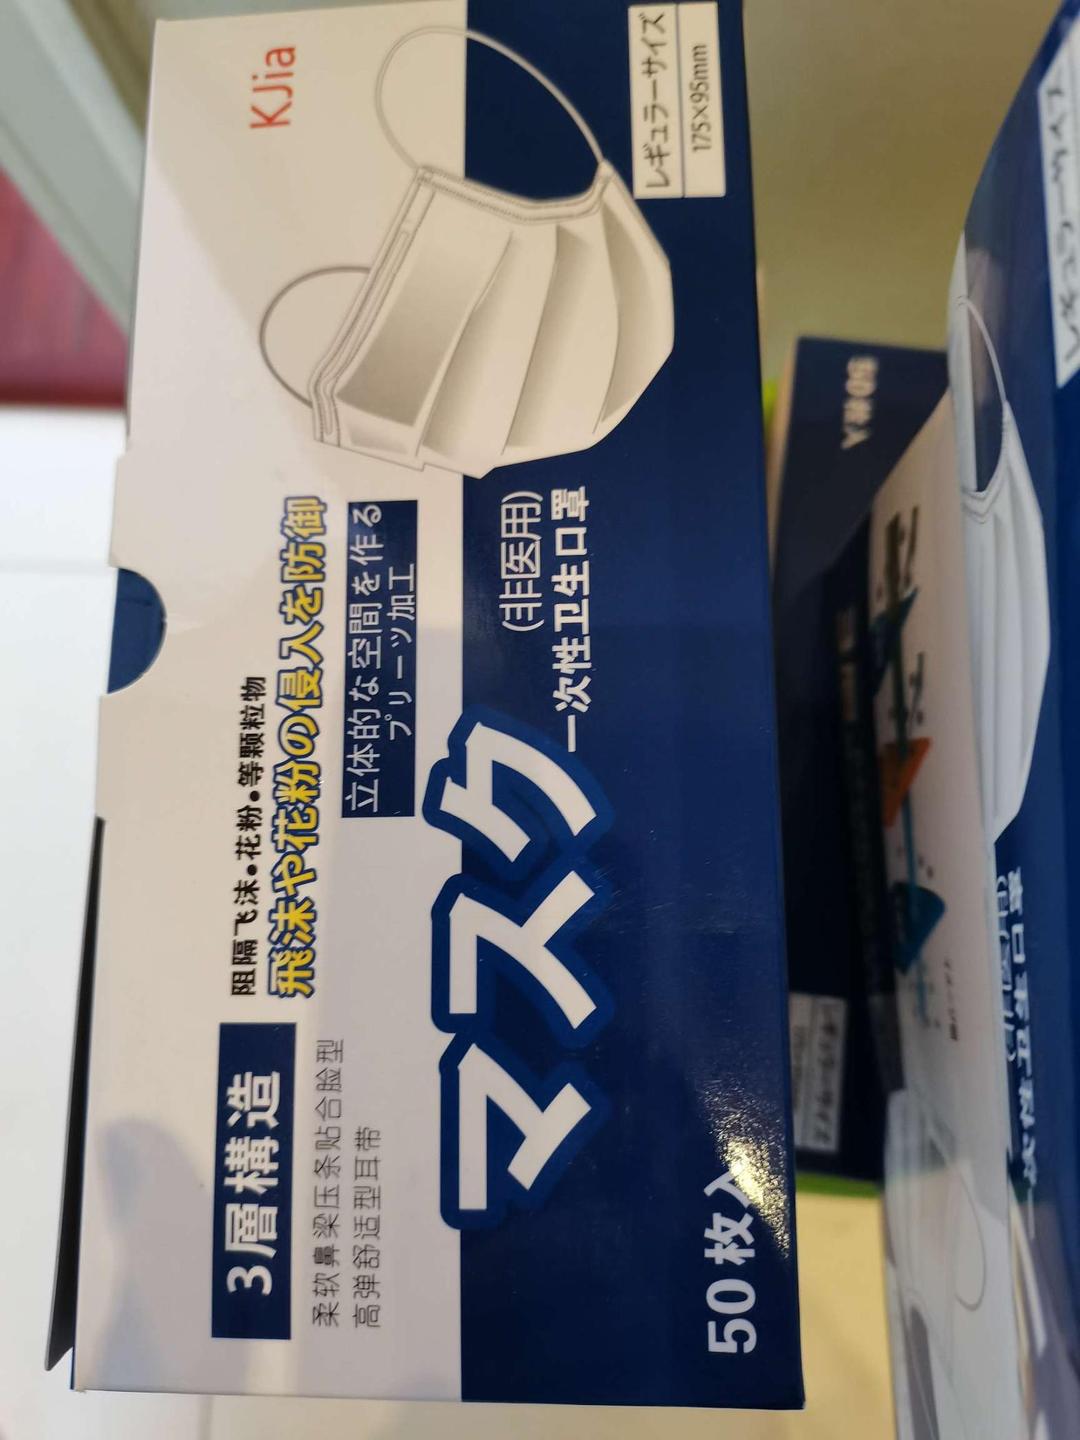 KJia
3層構造
阻隔飞沫•花粉•等颗粒物
飛沫や花粉の侵入を防御
柔软鼻梁压条贴合脸型
高弹舒适型耳带
立体的な空間を作る
プリーツ加工
マスク
(非医用)
一次性卫生口罩
レギュラーサイズ
175×95mm
50枚入
50枚入